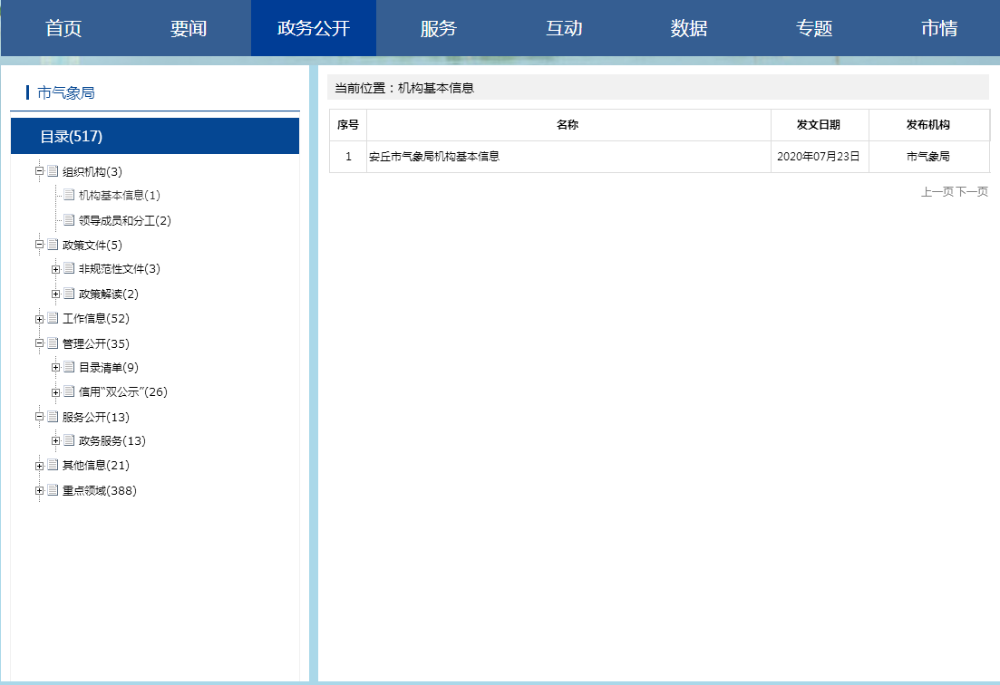 首页 要闻 政务公开 服务 互动 数据 专题 市情
市气象局
目录(517)
组织机构(3)
机构基本信息(1)
领导成员和分工(2)
政策文件(5)
非规范性文件(3)
政策解读(2)
工作信息(52)
管理公开(35)
目录清单(9)
信用“双公示”(26)
服务公开(13)
政务服务(13)
其他信息(21)
重点领域(388)
当前位置：机构基本信息
序号 名称 发文日期 发布机构
1 安丘市气象局机构基本信息 2020年07月23日 市气象局
上一页 下一页